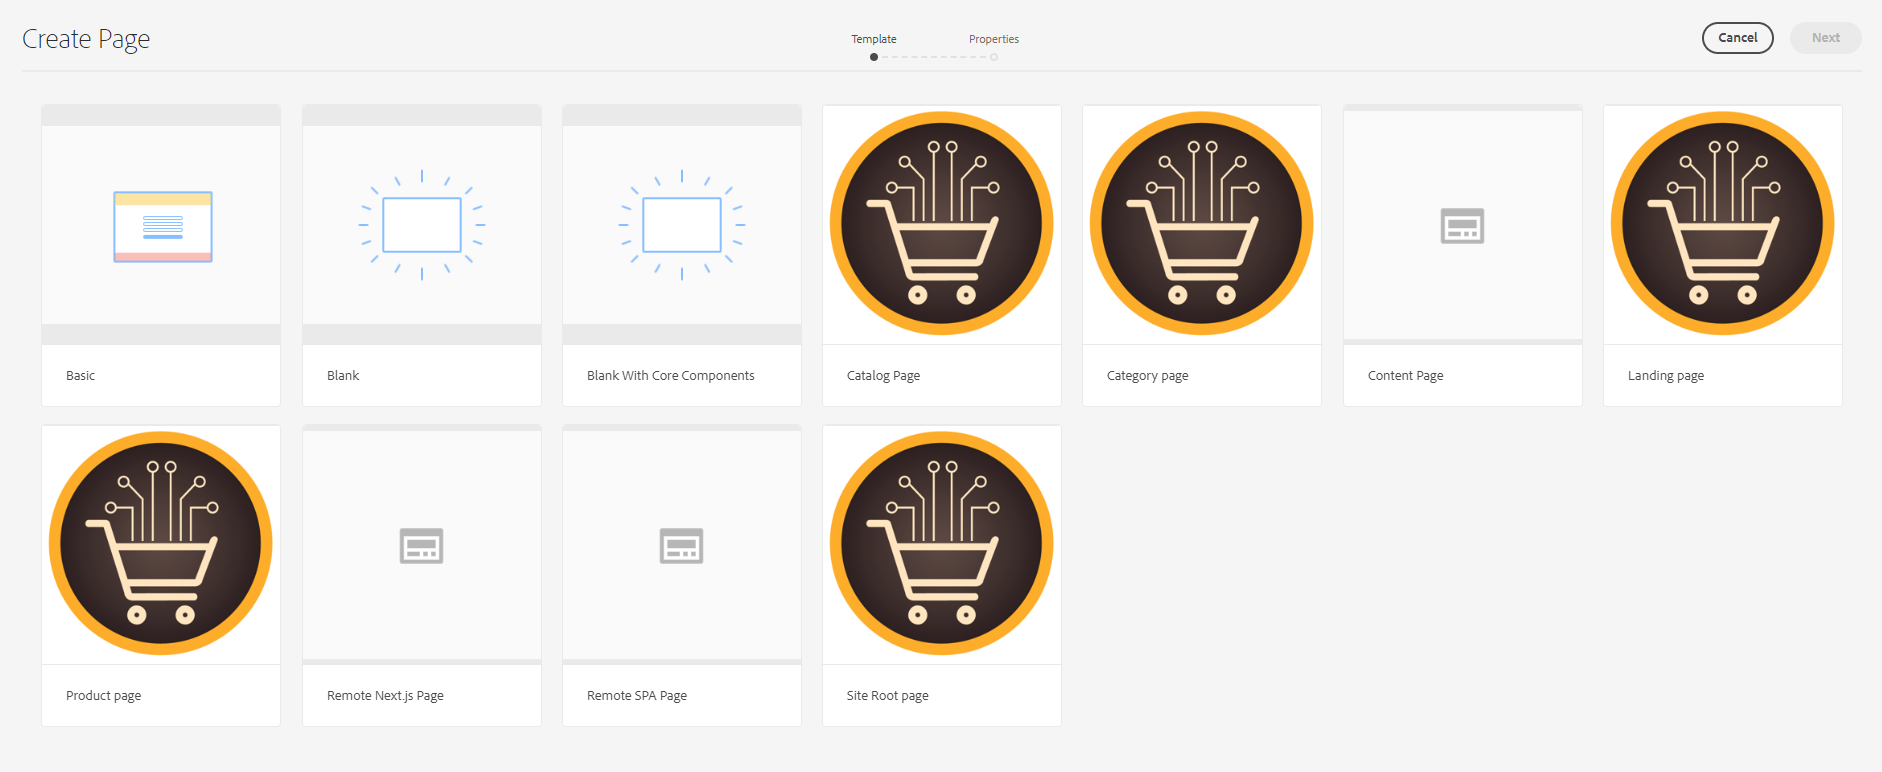 Create Page
Template
Properties
Cancel
Next
Basic
Blank
Blank With Core Components
Catalog Page
Category page
Content Page
Landing page
Product page
Remote Next.js Page
Remote SPA Page
Site Root page